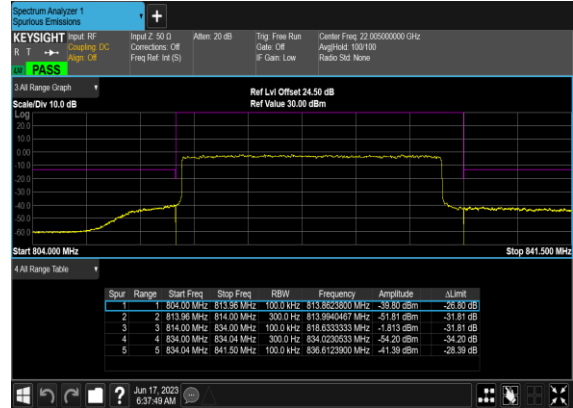 Spectrum Analyzer 1
Spurious Emissions
KEYSIGHT Input: RF Input Z: 50 Ω Atten: 20 dB Trig: Free Run Center Freq: 22.005000000 GHz
R T Coupling: DC Corrections: Off Gate: Off Avg|Hold: 100/100
Align: Off Freq Ref: Int (S) IF Gain: Low Radio Std: None
PASS
3 All Range Graph
Ref Lvl Offset 24.50 dB
Scale/Div 10.0 dB Ref Value 30.00 dBm
Log
20.0
10.0
0.00
-10.0
-20.0
-30.0
-40.0
-50.0
-60.0
Start 804.000 MHz Stop 841.500 MHz
4 All Range Table
Spur Range Start Freq Stop Freq RBW Frequency Amplitude ΔLimit
1 1 804.00 MHz 813.96 MHz 100.0 kHz 813.8623800 MHz -39.80 dBm -26.80 dB
2 2 813.96 MHz 814.00 MHz 300.0 Hz 813.9940467 MHz -51.81 dBm -31.81 dB
3 3 814.00 MHz 834.00 MHz 100.0 kHz 818.6333333 MHz -1.813 dBm -31.81 dB
4 4 834.00 MHz 834.04 MHz 300.0 Hz 834.0230533 MHz -54.20 dBm -34.20 dB
5 5 834.04 MHz 841.50 MHz 100.0 kHz 836.6123900 MHz -41.39 dBm -28.39 dB
Jun 17, 2023
6:37:49 AM